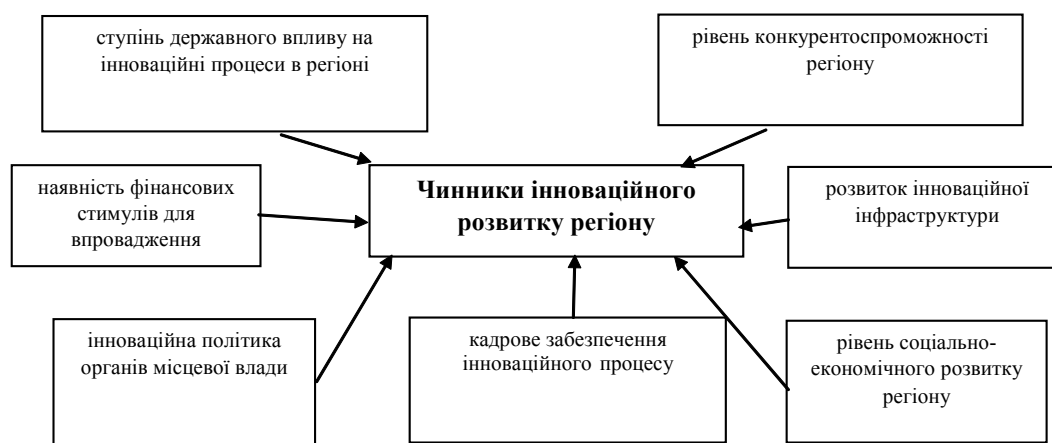 ступінь державного впливу на
інноваційні процеси в регіоні
рівень конкурентоспроможності
регіону
наявність фінансових
стимулів для
впровадження
Чинники інноваційного
розвитку регіону
розвиток інноваційної
інфраструктури
інноваційна політика
органів місцевої влади
кадрове забезпечення
інноваційного процесу
рівень соціально-
економічного розвитку
регіону